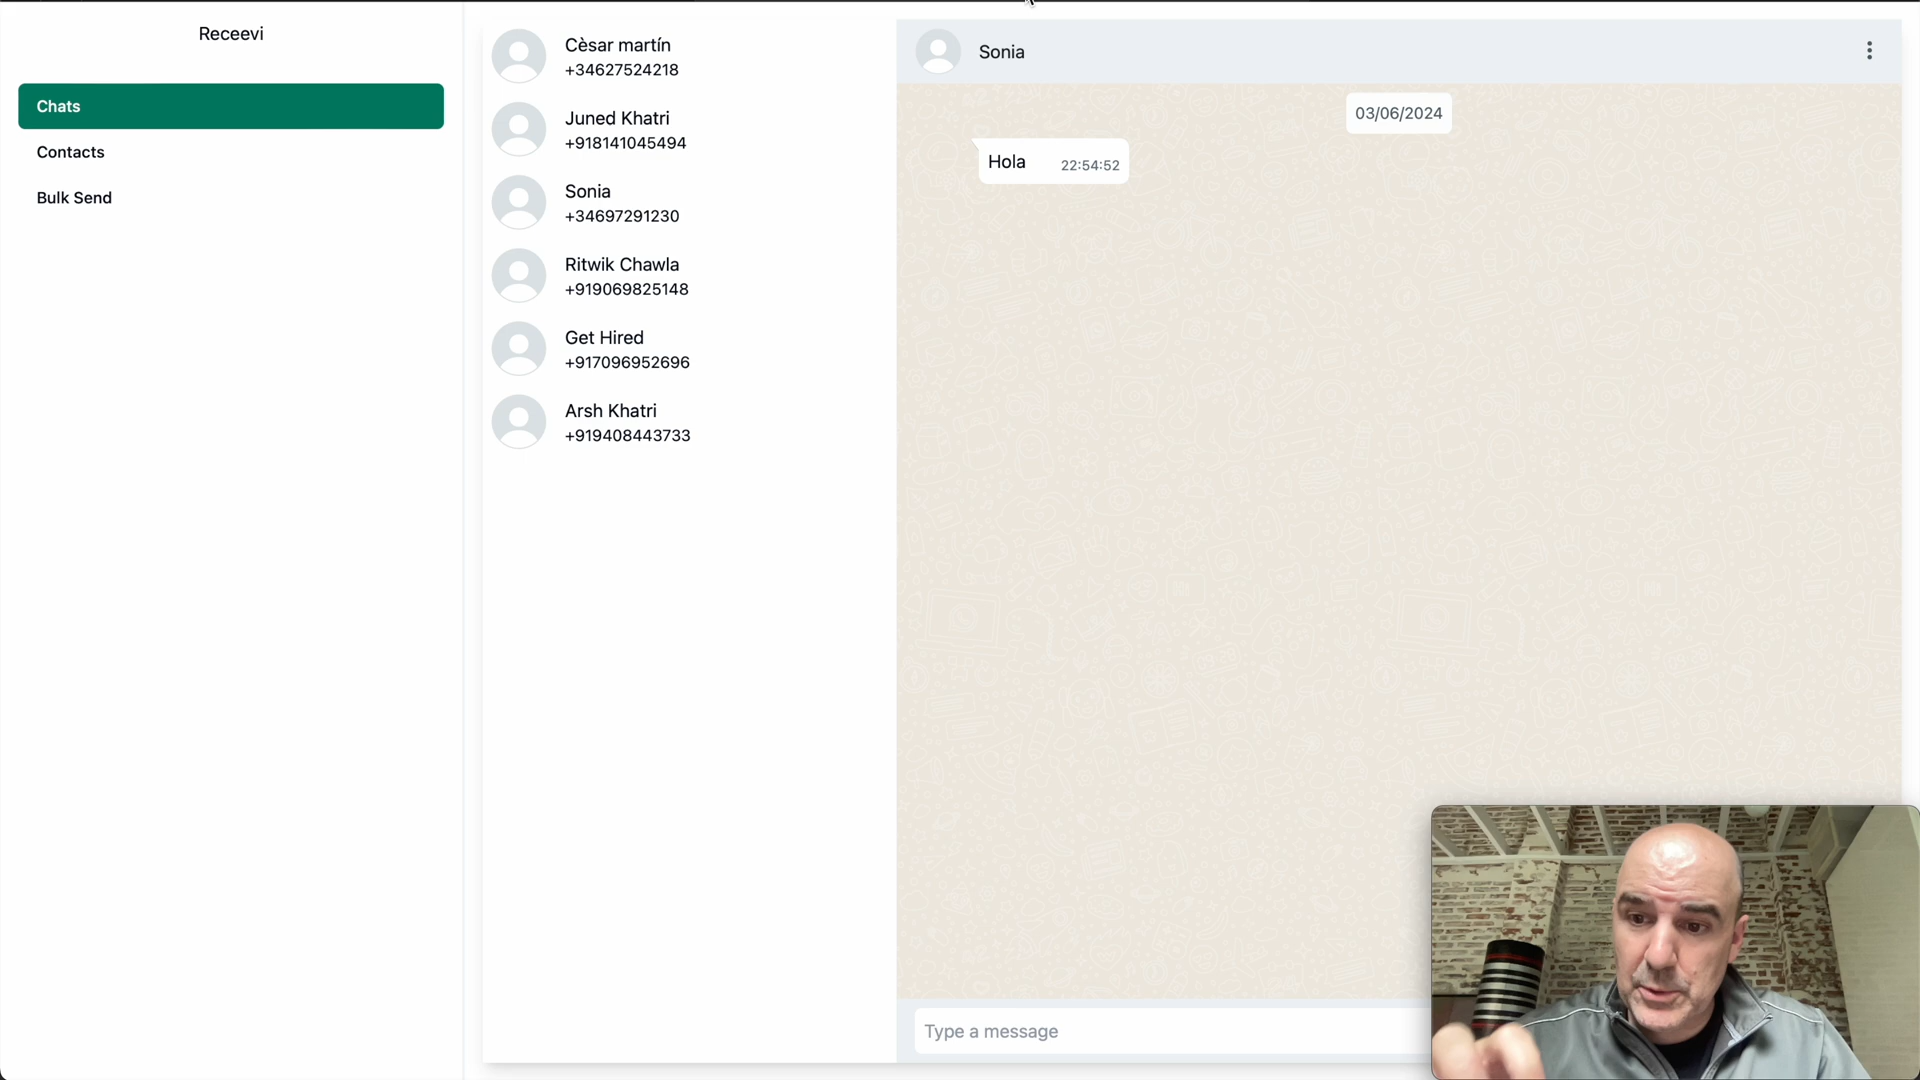 Receevi
Chats
Contacts
Bulk Send
Cèsar martín
+34627524218
Juned Khatri
+918141045494
Sonia
+34697291230
Ritwik Chawla
+919069825148
Get Hired
+917096952696
Arsh Khatri
+919408443733
Sonia
03/06/2024
Hola 22:54:52
Type a message